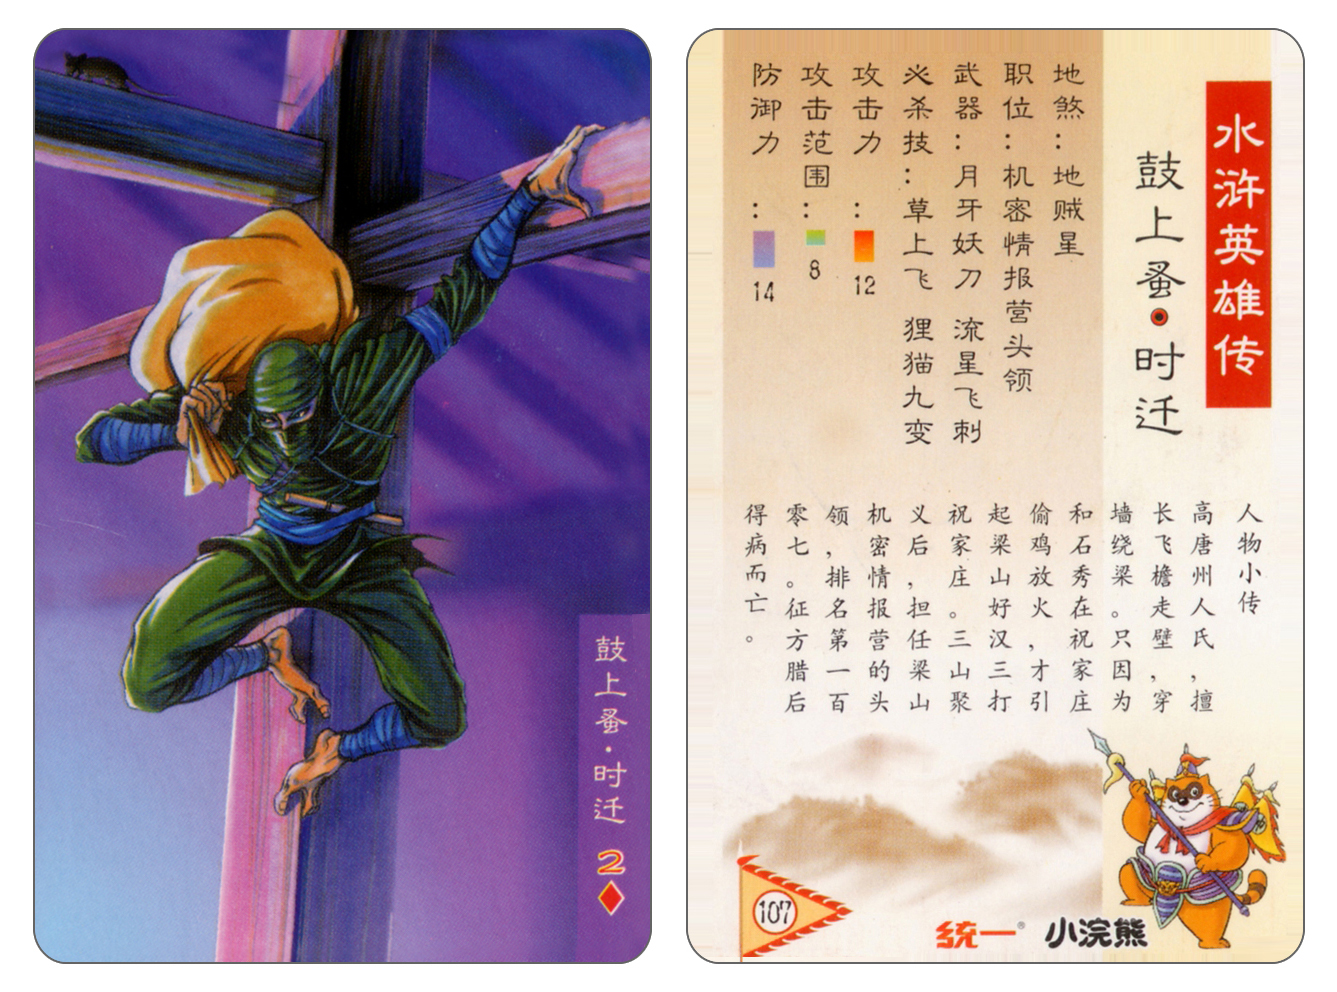 鼓上蚤·时迁
2
水浒英雄传
鼓上蚤·时迁
地煞:地贼星
职位:机密情报营头领
武器:月牙妖刀 流星飞刺
必杀技:草上飞 狸猫九变
攻击力:12
攻击范围:8
防御力:14
人物小传
高唐州人氏,擅
长飞檐走壁,穿
墙绕梁。只因为
和石秀在祝家庄
偷鸡放火,才引
起梁山好汉三打
祝家庄。三山聚
义后,担任梁山
机密情报营的头
领,排名第一百
零七。征方腊后
得病而亡。
107
统一® 小浣熊